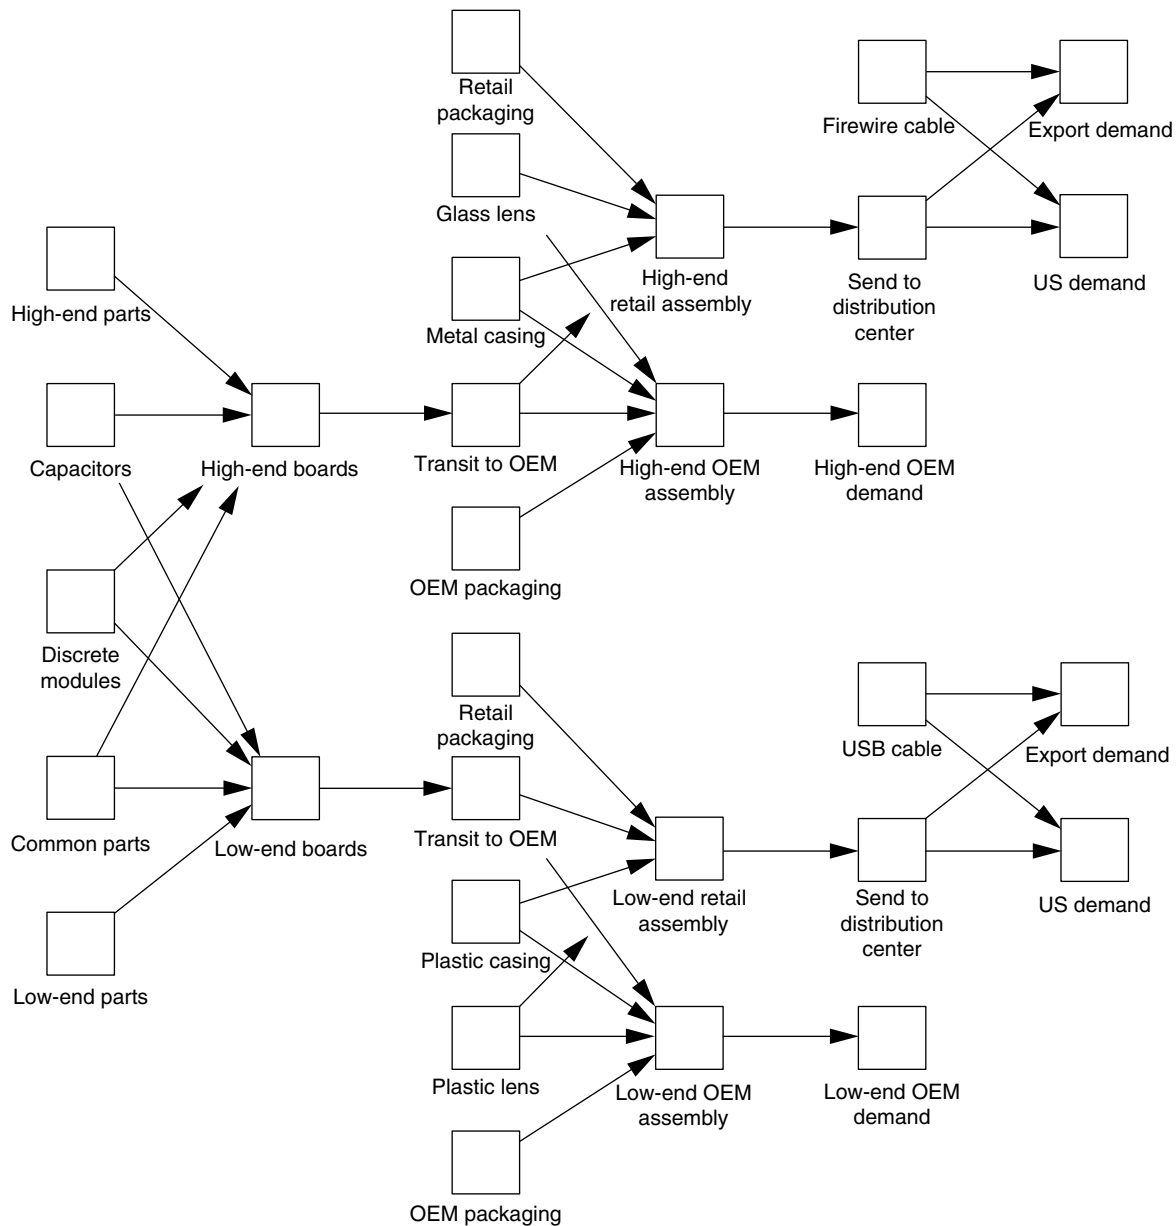 Retail
packaging
Firewire cable
Export demand
Glass lens
High-end parts
High-end
retail assembly
Send to
distribution
center
US demand
Metal casing
Capacitors
High-end boards
Transit to OEM
High-end OEM
assembly
High-end OEM
demand
OEM packaging
Discrete
modules
Retail
packaging
USB cable
Export demand
Common parts
Low-end boards
Transit to OEM
Low-end retail
assembly
Send to
distribution
center
US demand
Plastic casing
Low-end parts
Plastic lens
Low-end OEM
assembly
Low-end OEM
demand
OEM packaging